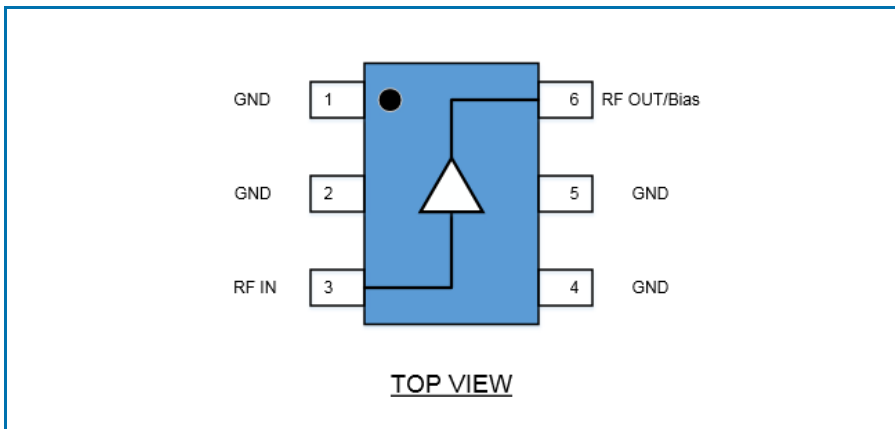 GND 1 6 RF OUT/Bias
GND 2 5 GND
RF IN 3 4 GND
TOP VIEW